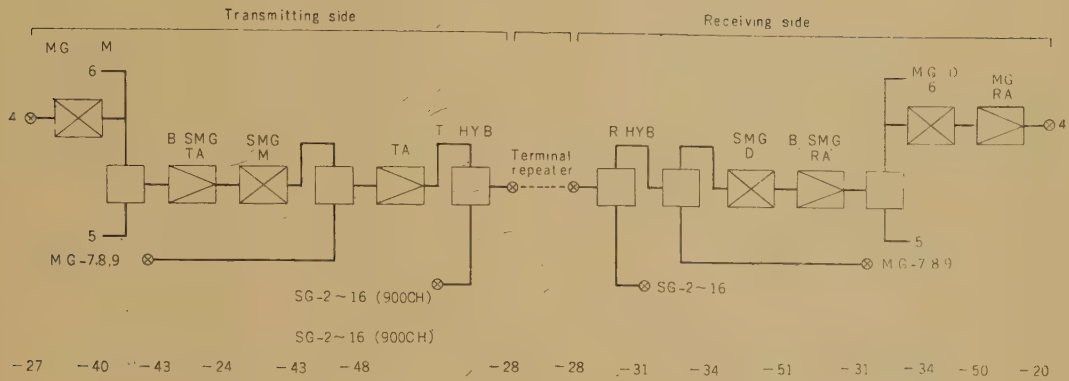 Transmitting side
Receiving side
MG M
6
4
B SMG
TA
SMG
M
TA
T HYB
Terminal
repeater
R HYB
SMG
D
B SMG
RA
MG D
6
MG
RA
4
5
5
MG-7.8,9
MG-7 8 9
SG-2~16 (900CH)
SG-2~16
SG-2~16 (900CH)
-27 -40 -43 -24 -43 -48 -28 -28 -31 -34 -51 -31 -34 -50 -20